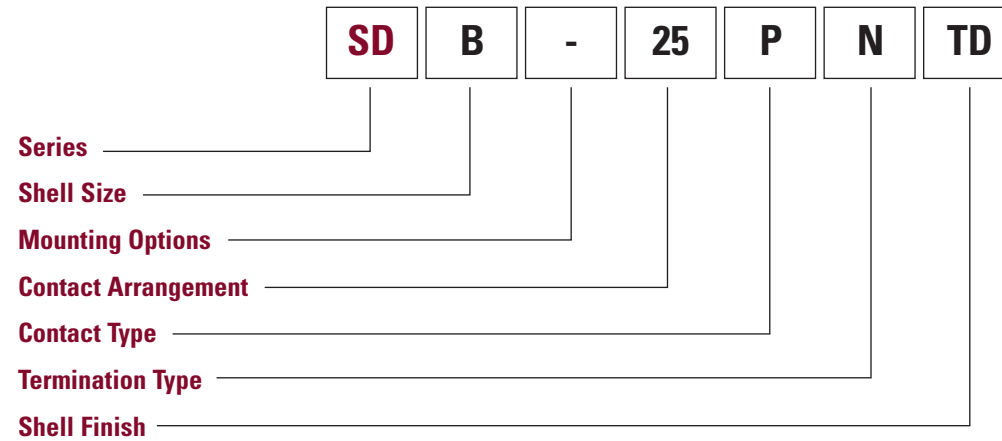 SD B - 25 P N TD
Series
Shell Size
Mounting Options
Contact Arrangement
Contact Type
Termination Type
Shell Finish